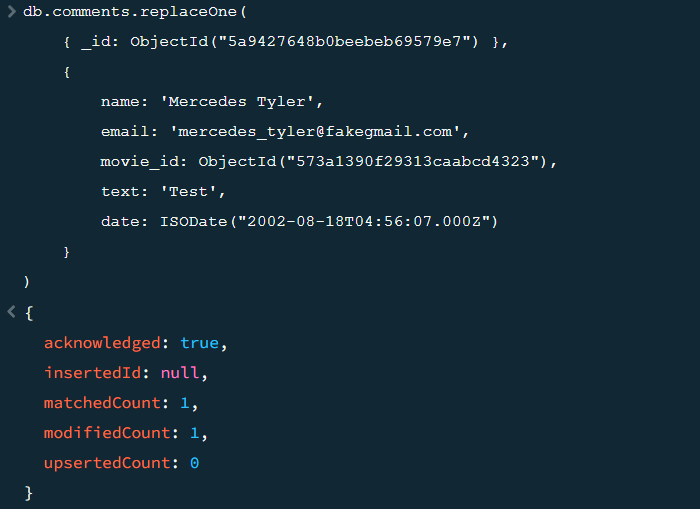 > db.comments.replaceOne(
{ _id: ObjectId("5a9427648b0beebeb69579e7") },
{
name: 'Mercedes Tyler',
email: 'mercedes_tyler@fakegmail.com',
movie_id: ObjectId("573a1390f29313caabcd4323"),
text: 'Test',
date: ISODate("2002-08-18T04:56:07.000Z")
}
)
< {
acknowledged: true,
insertedId: null,
matchedCount: 1,
modifiedCount: 1,
upsertedCount: 0
}